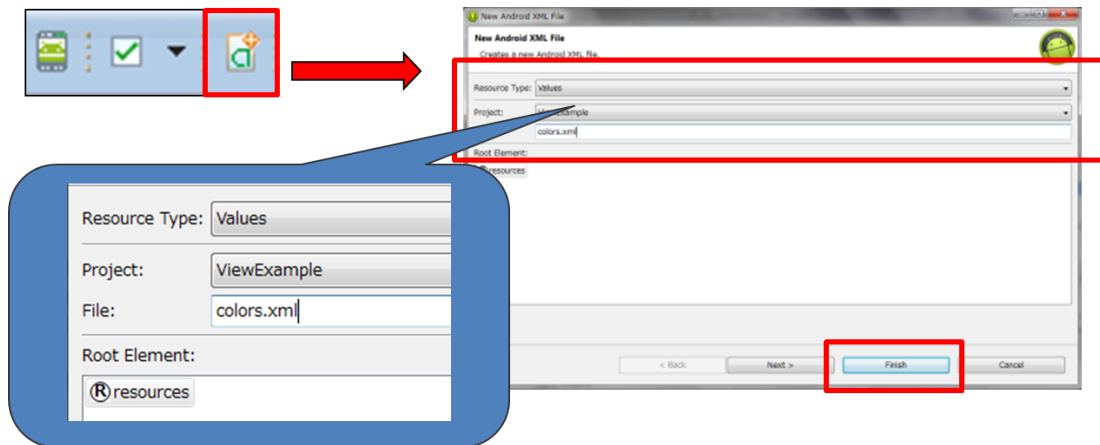 New Android XML File
New Android XML File
Creates a new Android XML file.
Resource Type: Values
Project: ViewExample
colors.xml
Root Element:
resources
Resource Type: Values
Project: ViewExample
File: colors.xml
Root Element:
R resources
< Back Next > Finish Cancel